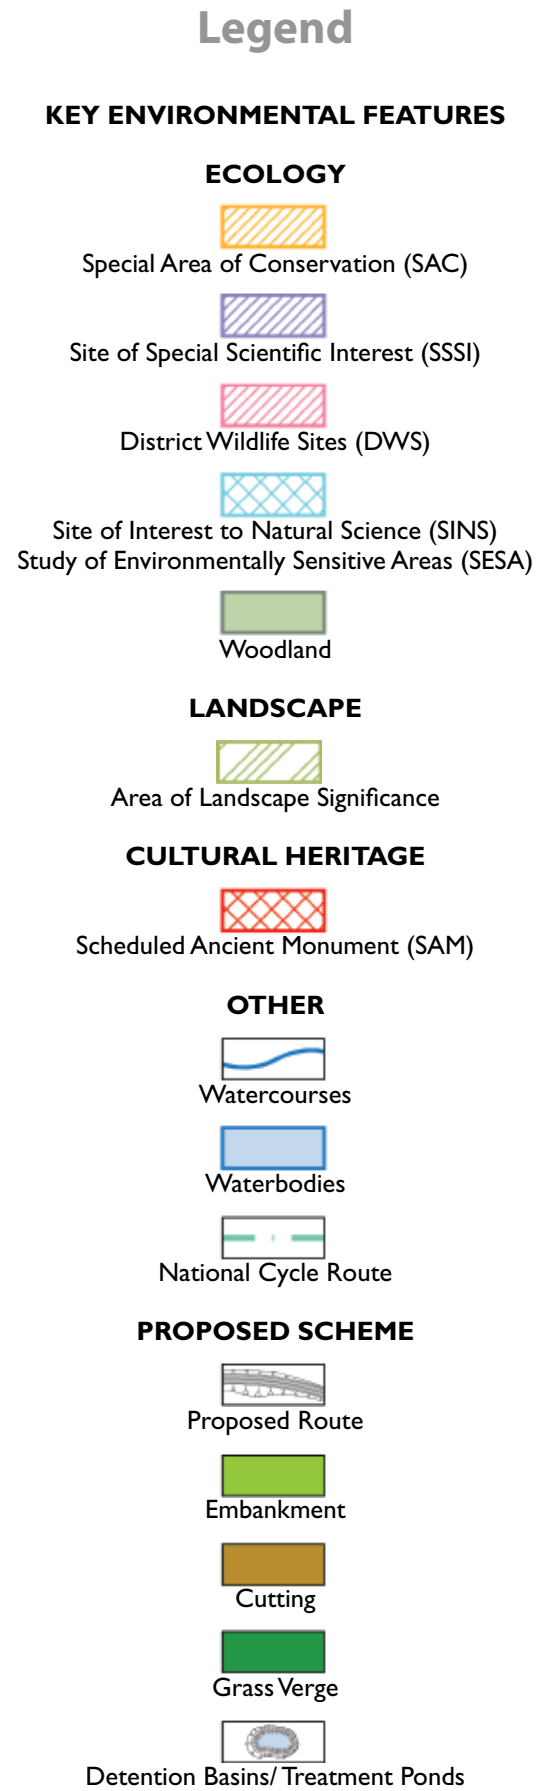 Legend
KEY ENVIRONMENTAL FEATURES
ECOLOGY
Special Area of Conservation (SAC)
Site of Special Scientific Interest (SSSI)
District Wildlife Sites (DWS)
Site of Interest to Natural Science (SINS)
Study of Environmentally Sensitive Areas (SESA)
Woodland
LANDSCAPE
Area of Landscape Significance
CULTURAL HERITAGE
Scheduled Ancient Monument (SAM)
OTHER
Watercourses
Waterbodies
National Cycle Route
PROPOSED SCHEME
Proposed Route
Embankment
Cutting
Grass Verge
Detention Basins/ Treatment Ponds